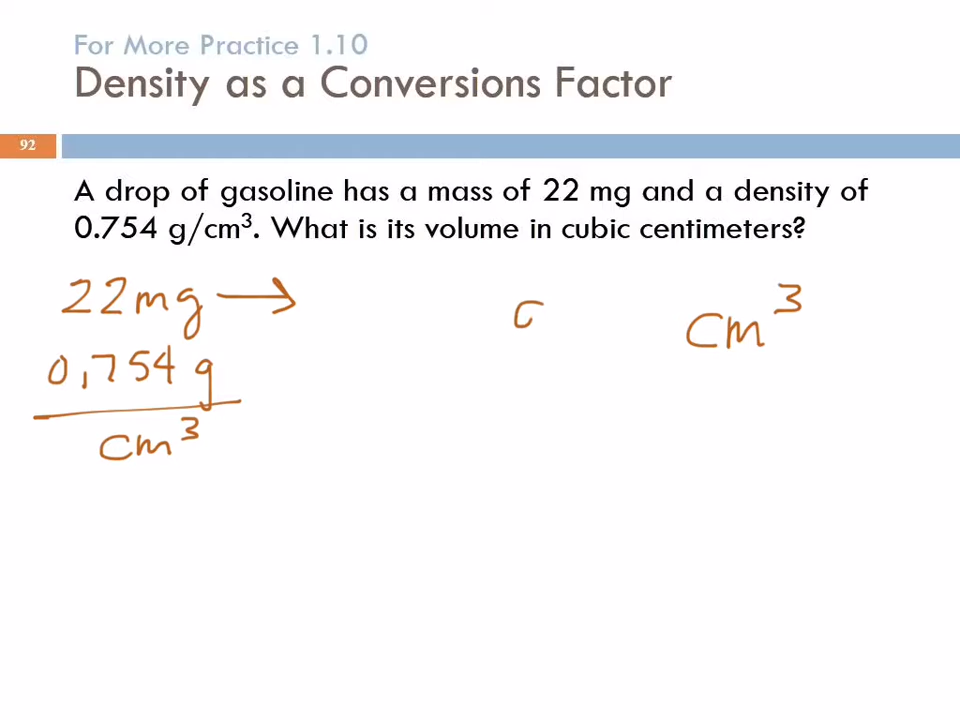 For More Practice 1.10
Density as a Conversions Factor
92
A drop of gasoline has a mass of 22 mg and a density of
0.754 g/cm³. What is its volume in cubic centimeters?
22mg → cm³
0,754 g
cm³